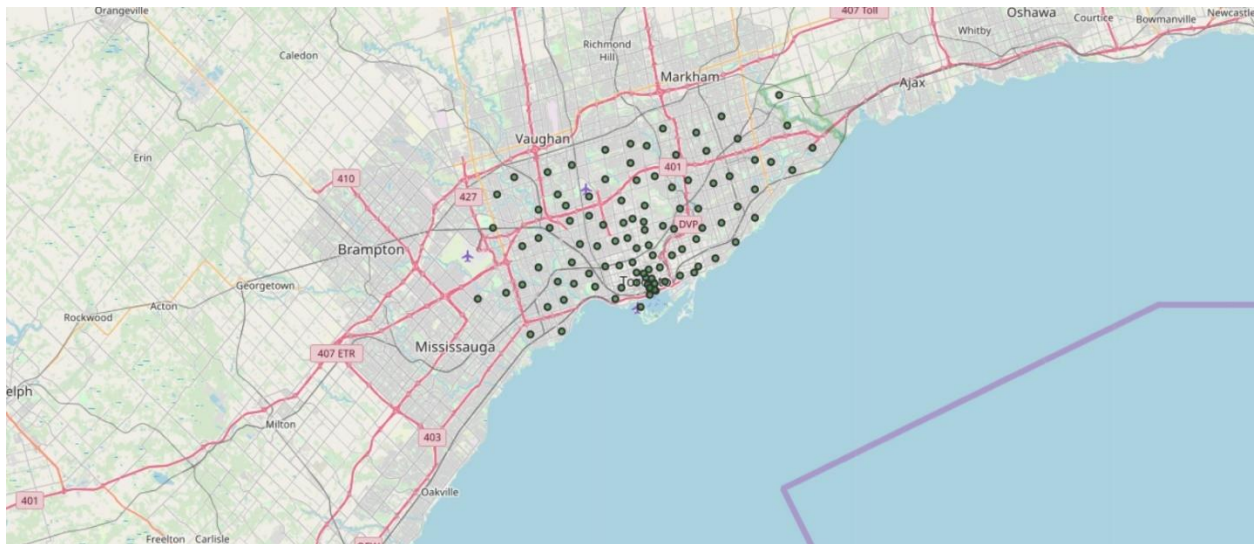 Orangeville
407 Toll
Oshawa
Courtice
Bowmanville
Newcastle
Whitby
Richmond
Hill
Caledon
Markham
Ajax
Vaughan
Erin
401
410
427
DVP
Brampton
Georgetown
Acton
Rockwood
407 ETR
Mississauga
elph
Milton
403
Oakville
401
Freelton
Carlisle